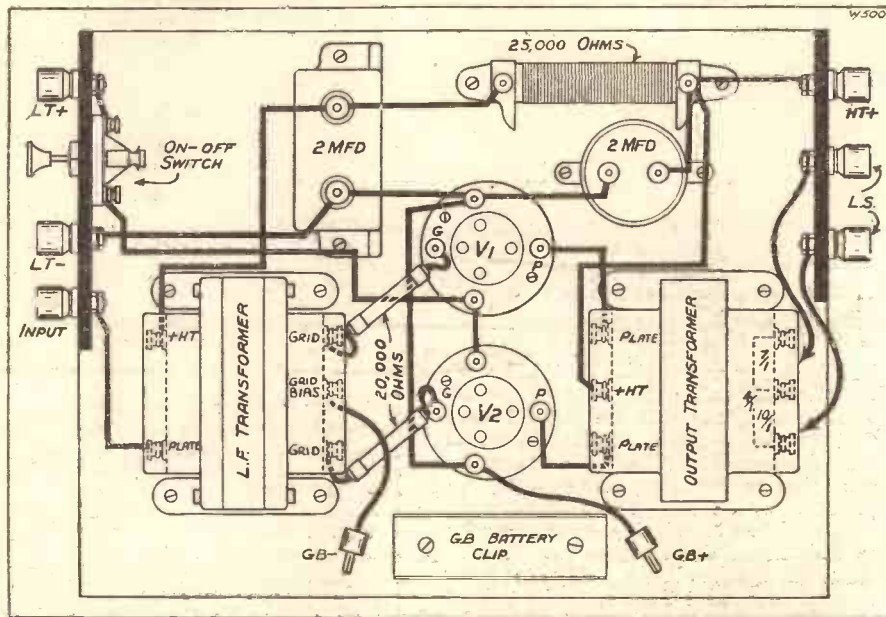 W500
25,000 OHMS
LT+
HT+
ON-OFF
SWITCH
2 MFD
2 MFD
L.S.
LT-
G
V1
P
INPUT
+HT
GRID
PLATE
L.F. TRANSFORMER
GRID
BIAS
20,000
OHMS
+HT
OUTPUT TRANSFORMER
7/1
10/1
G
V2
P
PLATE
GRID
PLATE
GB-
GB BATTERY
CLIP
GB+